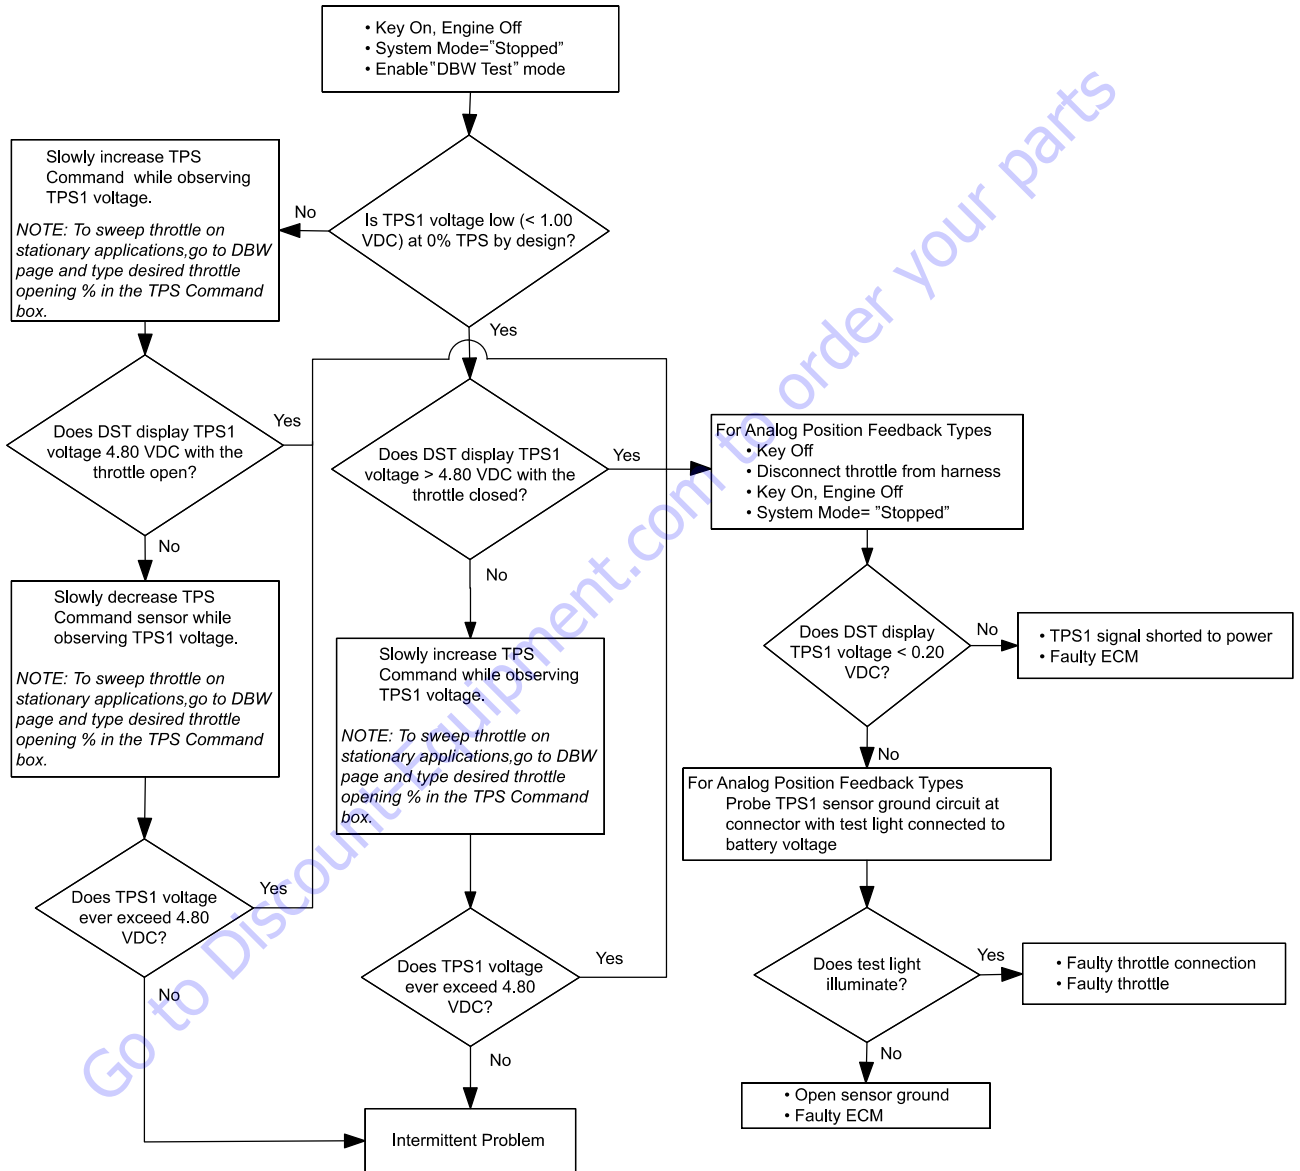 • Key On, Engine Off
• System Mode="Stopped"
• Enable"DBW Test" mode
Slowly increase TPS
Command while observing
TPS1 voltage.
NOTE: To sweep throttle on
stationary applications,go to DBW
page and type desired throttle
opening % in the TPS Command
box.
No
Is TPS1 voltage low (< 1.00
VDC) at 0% TPS by design?
Yes
Does DST display TPS1
voltage 4.80 VDC with the
throttle open?
Yes
No
Does DST display TPS1
voltage > 4.80 VDC with the
throttle closed?
Yes
No
For Analog Position Feedback Types
• Key Off
• Disconnect throttle from harness
• Key On, Engine Off
• System Mode= "Stopped"
Slowly decrease TPS
Command sensor while
observing TPS1 voltage.
NOTE: To sweep throttle on
stationary applications,go to DBW
page and type desired throttle
opening % in the TPS Command
box.
Slowly increase TPS
Command while observing
TPS1 voltage.
NOTE: To sweep throttle on
stationary applications,go to DBW
page and type desired throttle
opening % in the TPS Command
box.
Does DST display
TPS1 voltage < 0.20
VDC?
No
• TPS1 signal shorted to power
• Faulty ECM
No
For Analog Position Feedback Types
Probe TPS1 sensor ground circuit at
connector with test light connected to
battery voltage
Does TPS1 voltage
ever exceed 4.80
VDC?
Yes
No
Does TPS1 voltage
ever exceed 4.80
VDC?
Yes
No
Does test light
illuminate?
Yes
• Faulty throttle connection
• Faulty throttle
No
• Open sensor ground
• Faulty ECM
Intermittent Problem
Go to Discount-Equipment.com to order your parts